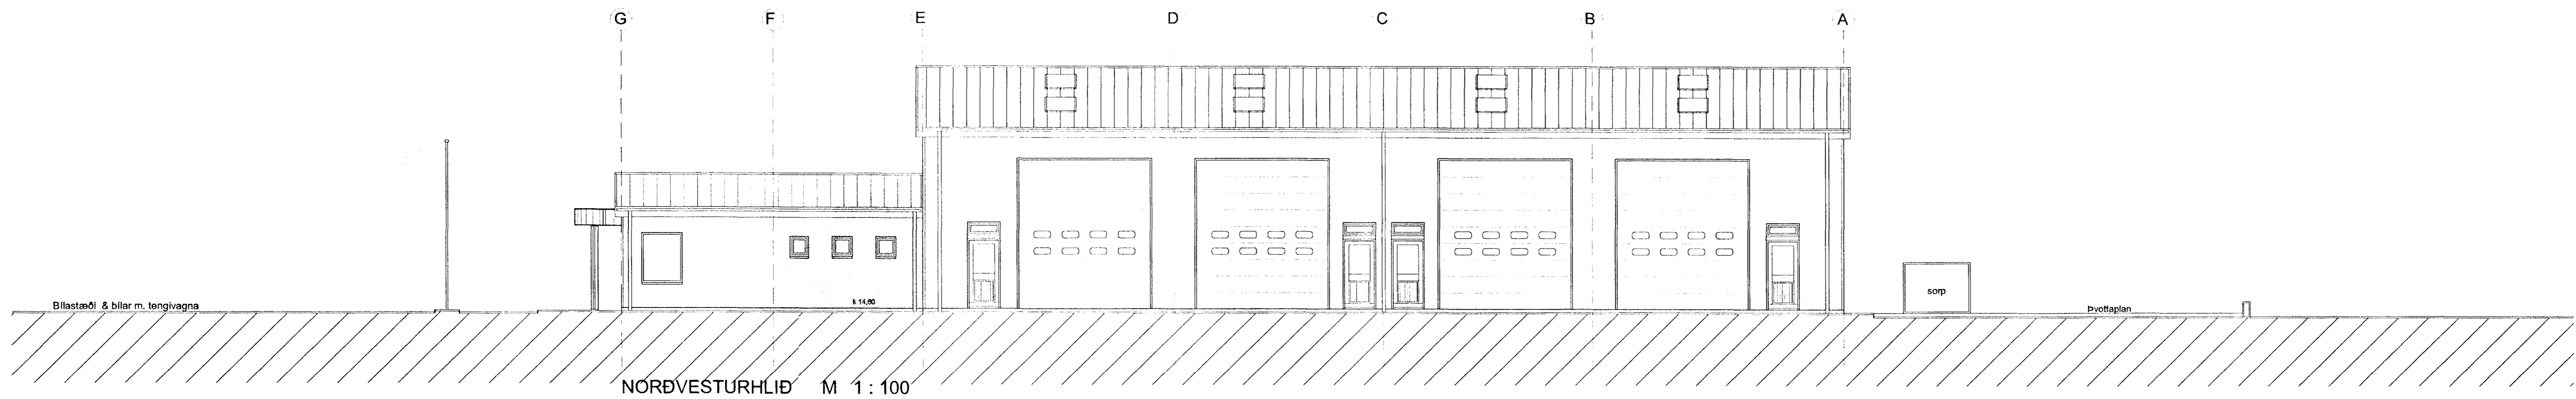 G F E D C B A
Bílastæði & bílar m. tengivagna
k 14,60
sorp
Þvottaplan
NORÐVESTURHLIÐ M 1 : 100